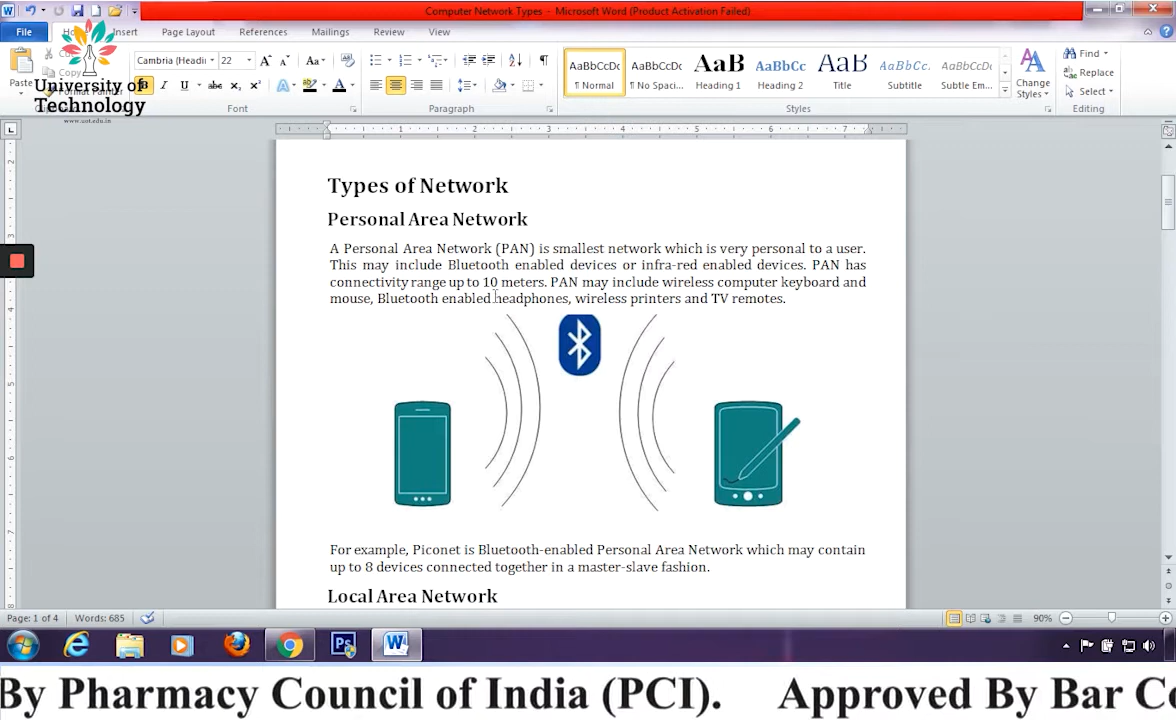 Computer Network Types - Microsoft Word (Product Activation Failed)
File
Insert
Page Layout
References
Mailings
Review
View
Paste
Copy
Cambria (Headi
22
Aa
AaBbCcDc
AaBbCcDc
AaB
AaBbCc
AaB
AaBbCc.
AaBbCcDc
¶ Normal
¶ No Spaci...
Heading 1
Heading 2
Title
Subtitle
Subtle Em...
Change
Styles
Find
Replace
Select
Font
Paragraph
Styles
Editing
University of
Technology
www.uot.edu.in
Types of Network
Personal Area Network
A Personal Area Network (PAN) is smallest network which is very personal to a user.
This may include Bluetooth enabled devices or infra-red enabled devices. PAN has
connectivity range up to 10 meters. PAN may include wireless computer keyboard and
mouse, Bluetooth enabled headphones, wireless printers and TV remotes.
For example, Piconet is Bluetooth-enabled Personal Area Network which may contain
up to 8 devices connected together in a master-slave fashion.
Local Area Network
Page: 1 of 4
Words: 685
90%
By Pharmacy Council of India (PCI). Approved By Bar Co